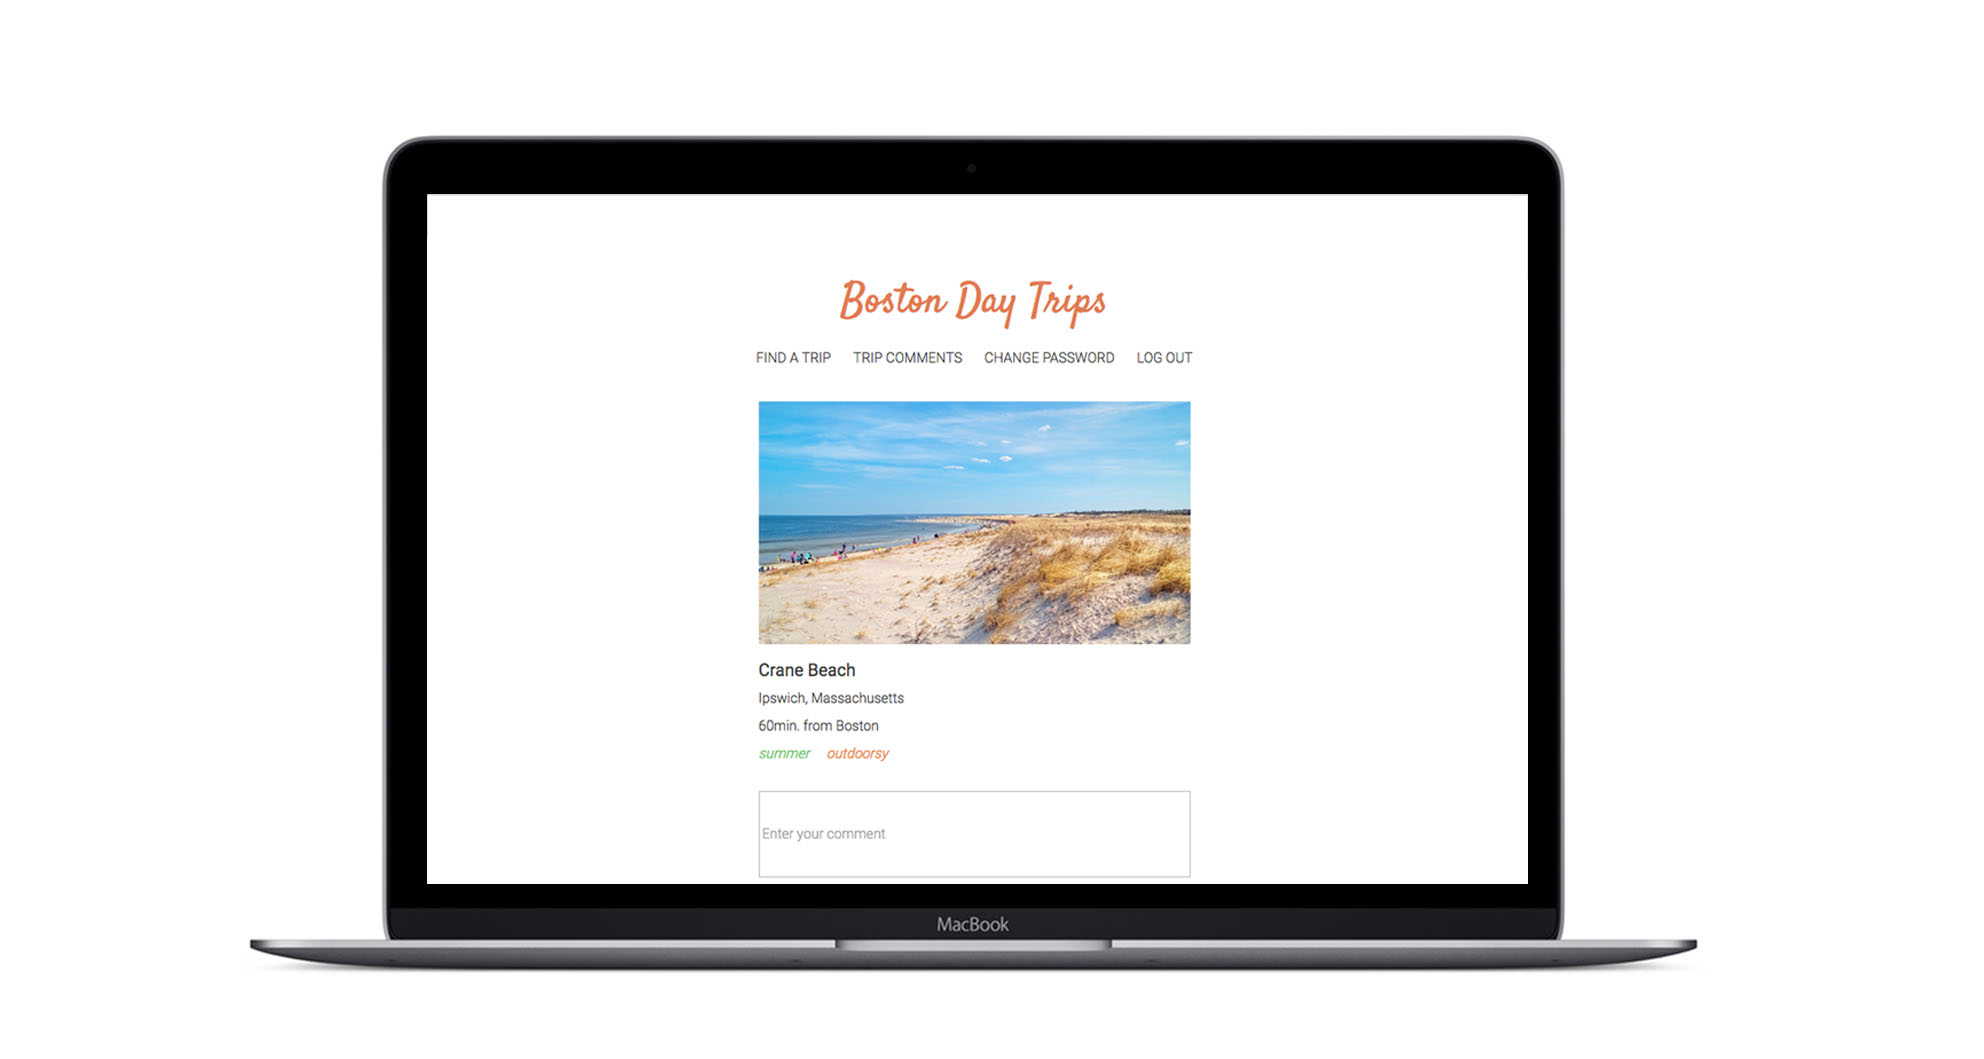 Boston Day Trips
FIND A TRIP TRIP COMMENTS CHANGE PASSWORD LOG OUT
Crane Beach
Ipswich, Massachusetts
60min. from Boston
summer outdoorsy
Enter your comment
MacBook